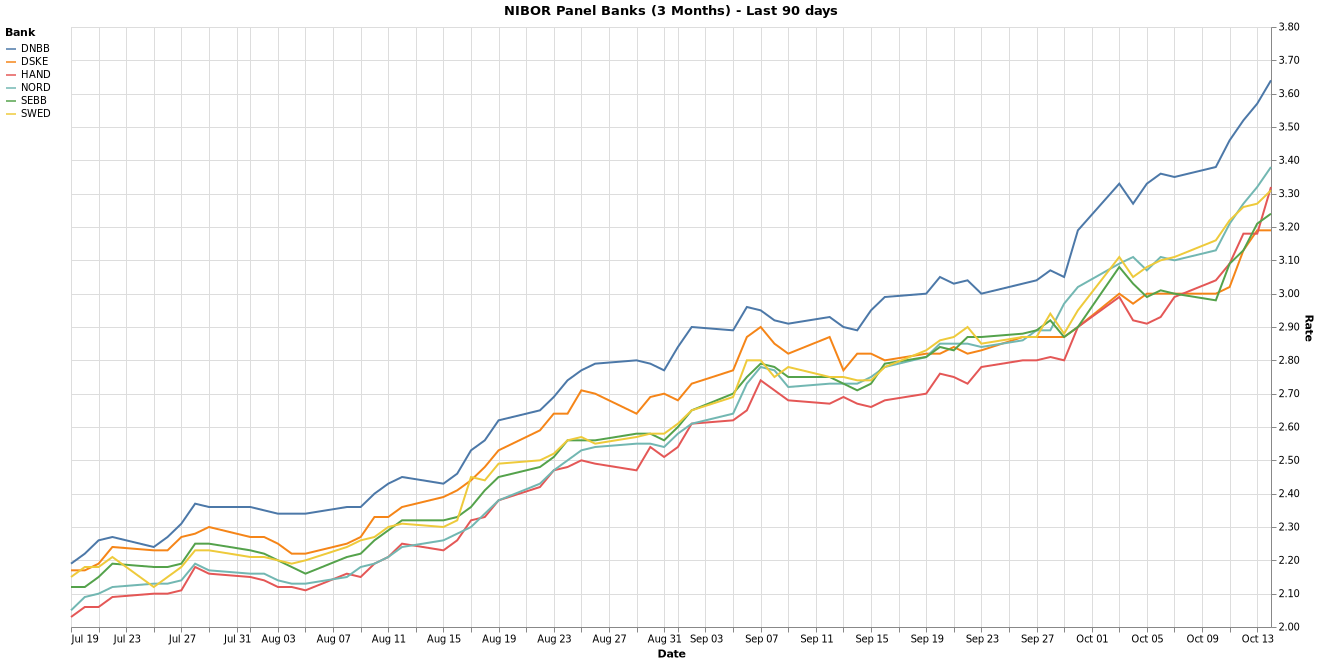 NIBOR Panel Banks (3 Months) - Last 90 days
Bank
DNBB
DSKE
HAND
NORD
SEBB
SWED
3.80
3.70
3.60
3.50
3.40
3.30
3.20
3.10
3.00
2.90
2.80
2.70
2.60
2.50
2.40
2.30
2.20
2.10
2.00
Rate
Jul 19 Jul 23 Jul 27 Jul 31 Aug 03 Aug 07 Aug 11 Aug 15 Aug 19 Aug 23 Aug 27 Aug 31 Sep 03 Sep 07 Sep 11 Sep 15 Sep 19 Sep 23 Sep 27 Oct 01 Oct 05 Oct 09 Oct 13
Date